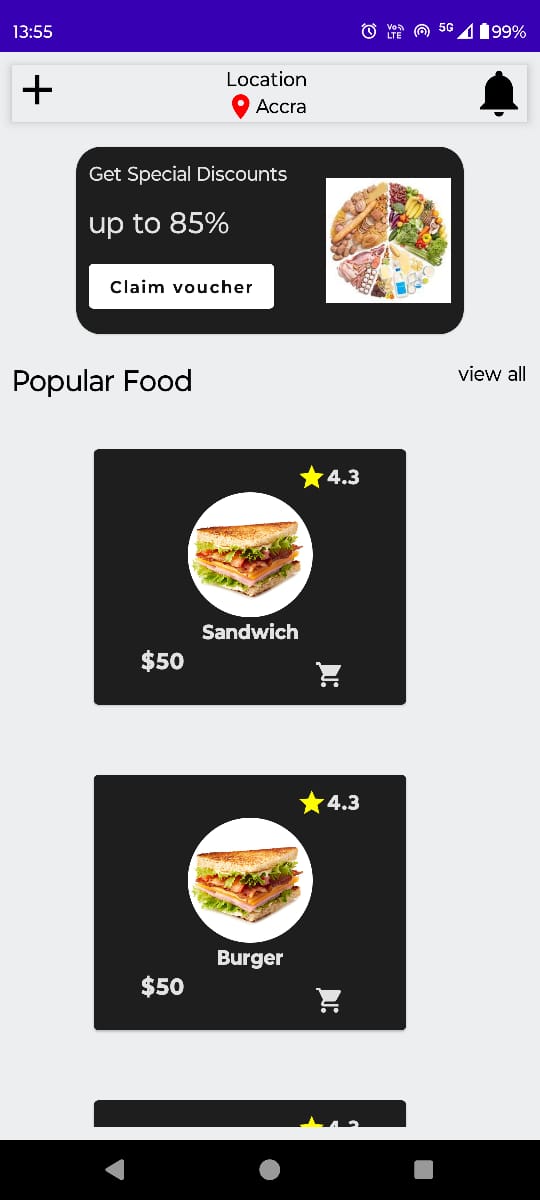 13:55
Vo))
LTE
5G
99%
Location
Accra
Get Special Discounts
up to 85%
Claim voucher
Popular Food
view all
4.3
Sandwich
$50
4.3
Burger
$50